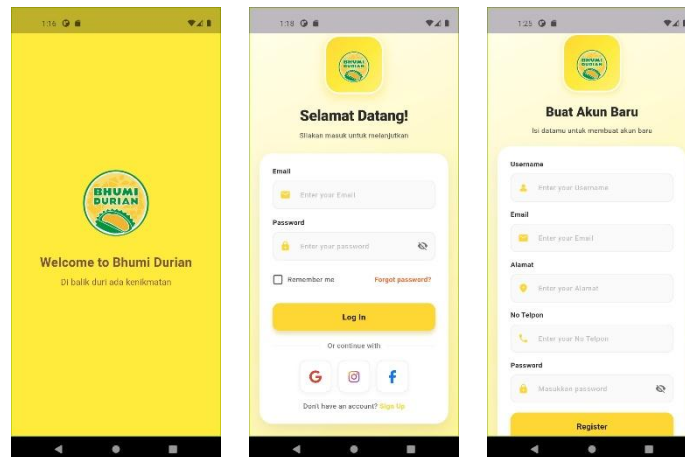 1:16
BHUMI
DURIAN
Welcome to Bhumi Durian
Di balik duri ada kenikmatan
1:18
BHUMI
DURIAN
Selamat Datang!
Silakan masuk untuk melanjutkan
Email
Enter your Email
Password
Enter your password
Remember me
Forgot password?
Log In
Or continue with
G
f
Don't have an account? Sign Up
1:25
BHUMI
DURIAN
Buat Akun Baru
Isi datamu untuk membuat akun baru
Username
Enter your Username
Email
Enter your Email
Alamat
Enter your Alamat
No Telpon
Enter your No Telpon
Password
Masukkan password
Register